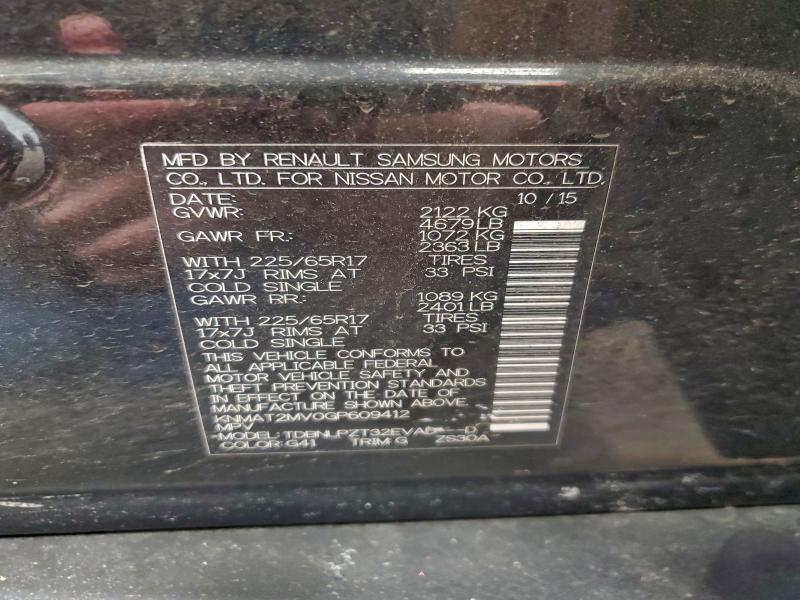 MFD BY RENAULT SAMSUNG MOTORS
CO., LTD. FOR NISSAN MOTOR CO., LTD.
DATE: 10 / 15
GVWR: 2122 KG
4679 LB
GAWR FR.: 1072 KG
2363 LB
WITH 225/65R17 TIRES
17x7J RIMS AT 33 PSI
COLD SINGLE
GAWR RR.: 1089 KG
2401 LB
WITH 225/65R17 TIRES
17x7J RIMS AT 33 PSI
COLD SINGLE
THIS VEHICLE CONFORMS TO
ALL APPLICABLE FEDERAL
MOTOR VEHICLE SAFETY AND
THEFT PREVENTION STANDARDS
IN EFFECT ON THE DATE OF
MANUFACTURE SHOWN ABOVE.
KNMAT2MV0GP609412
MPV
MODEL: TDBNLPZT32EVAD--D
COLOR: G41 TRIM G ZS30A